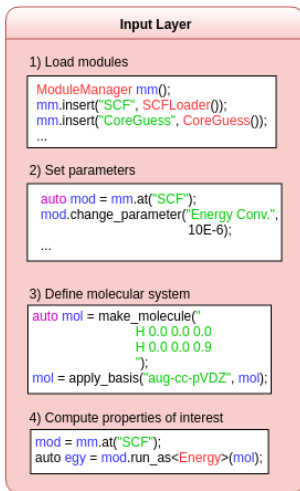 Input Layer
1) Load modules
ModuleManager mm();
mm.insert("SCF", SCFLoader());
mm.insert("CoreGuess", CoreGuess());
...
2) Set parameters
auto mod = mm.at("SCF");
mod.change_parameter("Energy Conv.",
10E-6);
...
3) Define molecular system
auto mol = make_molecule("
H 0.0 0.0 0.0
H 0.0 0.0 0.9
");
mol = apply_basis("aug-cc-pVDZ", mol);
4) Compute properties of interest
mod = mm.at("SCF");
auto egy = mod.run_as<Energy>(mol);